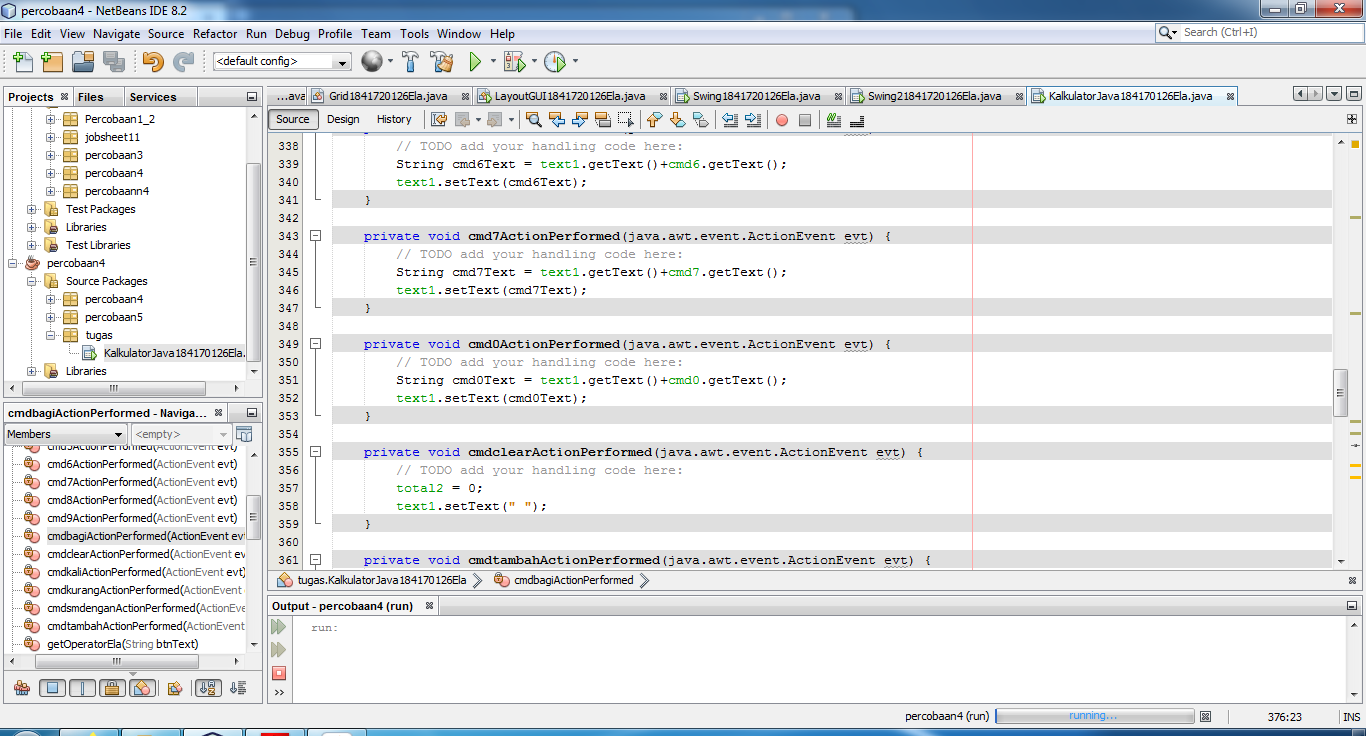 percobaan4 - NetBeans IDE 8.2
File Edit View Navigate Source Refactor Run Debug Profile Team Tools Window Help
Search (Ctrl+I)
<default config>
Projects Files Services
...ava Grid1841720126Ela.java LayoutGUI1841720126Ela.java Swing1841720126Ela.java Swing21841720126Ela.java KalkulatorJava184170126Ela.java
Source Design History
Percobaan1_2
jobsheet11
percobaan3
percobaan4
percobaann4
Test Packages
Libraries
Test Libraries
percobaan4
Source Packages
percobaan4
percobaan5
tugas
KalkulatorJava184170126Ela.
Libraries
338 // TODO add your handling code here:
339 String cmd6Text = text1.getText()+cmd6.getText();
340 text1.setText(cmd6Text);
341 }
342
343 private void cmd7ActionPerformed(java.awt.event.ActionEvent evt) {
344 // TODO add your handling code here:
345 String cmd7Text = text1.getText()+cmd7.getText();
346 text1.setText(cmd7Text);
347 }
348
349 private void cmd0ActionPerformed(java.awt.event.ActionEvent evt) {
350 // TODO add your handling code here:
351 String cmd0Text = text1.getText()+cmd0.getText();
352 text1.setText(cmd0Text);
353 }
354
355 private void cmdclearActionPerformed(java.awt.event.ActionEvent evt) {
356 // TODO add your handling code here:
357 total2 = 0;
358 text1.setText(" ");
359 }
360
361 private void cmdtambahActionPerformed(java.awt.event.ActionEvent evt) {
tugas.KalkulatorJava184170126Ela cmdbagiActionPerformed
cmdbagiActionPerformed - Naviga...
Members <empty>
cmd5ActionPerformed(ActionEvent evt)
cmd6ActionPerformed(ActionEvent evt)
cmd7ActionPerformed(ActionEvent evt)
cmd8ActionPerformed(ActionEvent evt)
cmd9ActionPerformed(ActionEvent evt)
cmdbagiActionPerformed(ActionEvent ev
cmdclearActionPerformed(ActionEvent ev
cmdkaliActionPerformed(ActionEvent evt)
cmdkurangActionPerformed(ActionEvent
cmdsmdenganActionPerformed(ActionEve
cmdtambahActionPerformed(ActionEvent
getOperatorEla(String btnText)
Output - percobaan4 (run)
run:
percobaan4 (run) running... 376:23 INS